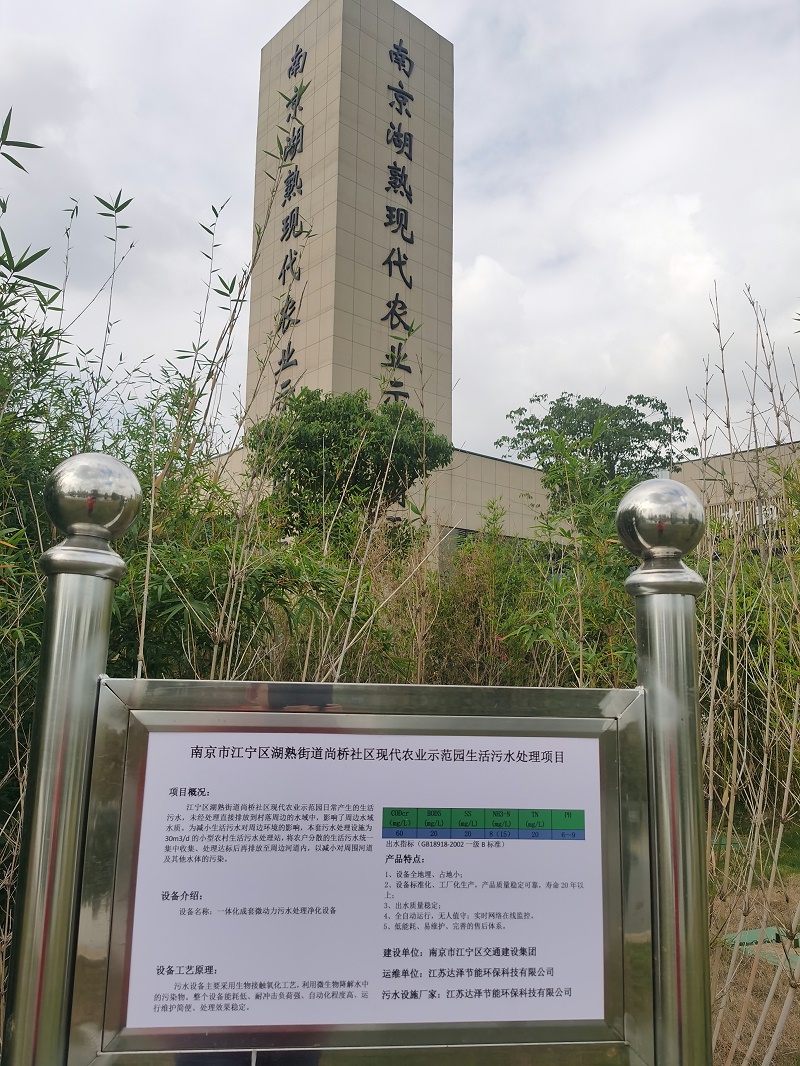 南京湖熟现代农业示
南京湖熟现代农业示
南京市江宁区湖熟街道尚桥社区现代农业示范园生活污水处理项目
项目概况：
江宁区湖熟街道尚桥社区现代农业示范园日常产生的生活
污水，未经处理直接排放到村落周边的水域中，影响了周边水域
水质。为减小生活污水对周边环境的影响，本套污水处理设施为
30m3/d的小型农村生活污水处理站，将农户分散的生活污水统一
集中收集、处理达标后再排放至周边河道内，以减小对周围河道
及其他水体的污染。
设备介绍：
设备名称：一体化成套微动力污水处理净化设备
设备工艺原理：
污水设备主要采用生物接触氧化工艺，利用微生物降解水中
的污染物。整个设备能耗低、耐冲击负荷强、自动化程度高、运
行维护简便、处理效果稳定。
CODcr BOD5 SS NH3-N TN PH
(mg/L) (mg/L) (mg/L) (mg/L) (mg/L)
60 20 20 8（15） 20 6～9
出水指标（GB18918-2002 一级 B 标准）
产品特点：
1、设备全地埋、占地小；
2、设备标准化、工厂化生产，产品质量稳定可靠，寿命 20 年以
上；
3、出水质量稳定；
4、全自动运行，无人值守；实时网络在线监控。
5、低能耗、易维护、完善的售后体系。
建设单位：南京市江宁区交通建设集团
运维单位：江苏达泽节能环保科技有限公司
污水设施厂家：江苏达泽节能环保科技有限公司